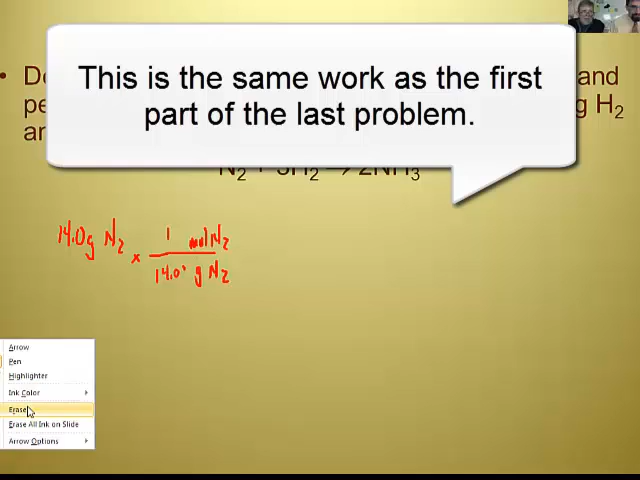 This is the same work as the first
part of the last problem.
• De and
pe g H₂
an
N₂ + 3H₂ → 2NH₃
14.0g N₂ × 1 mol N₂
14.0 g N₂
Arrow
Pen
Highlighter
Ink Color
Eraser
Erase All Ink on Slide
Arrow Options